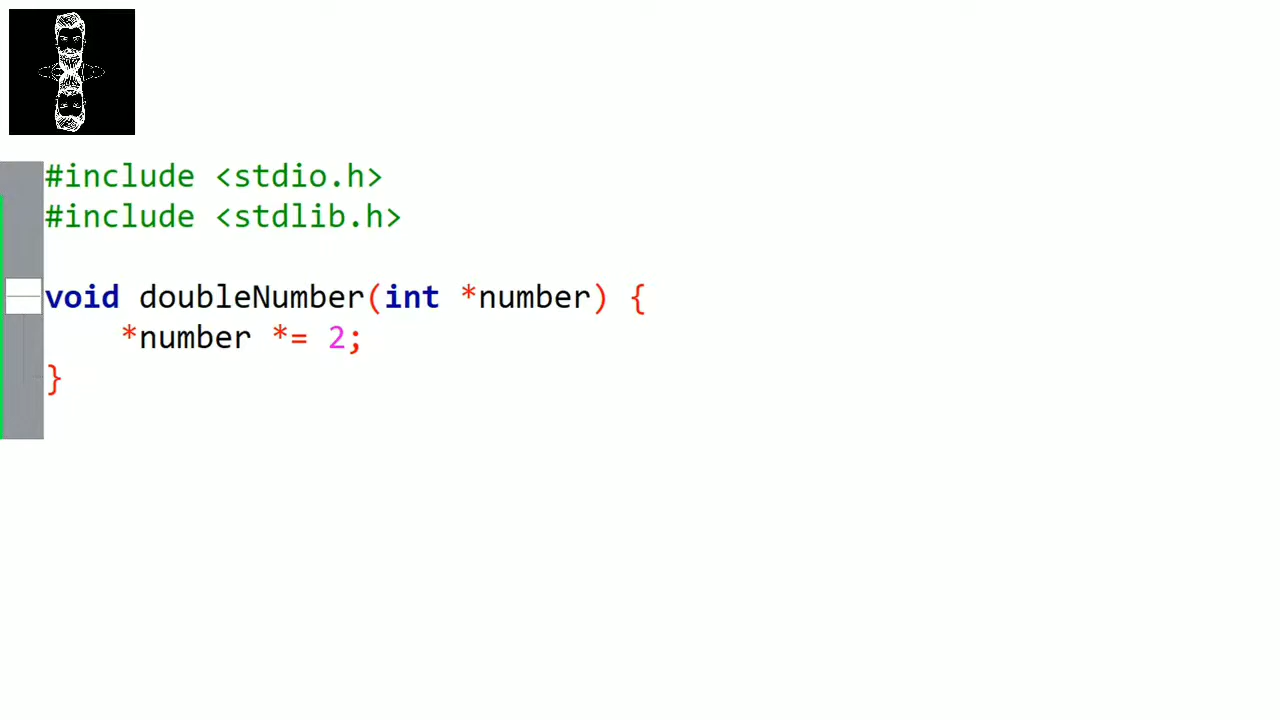 #include <stdio.h>
#include <stdlib.h>
void doubleNumber(int *number) {
*number *= 2;
}